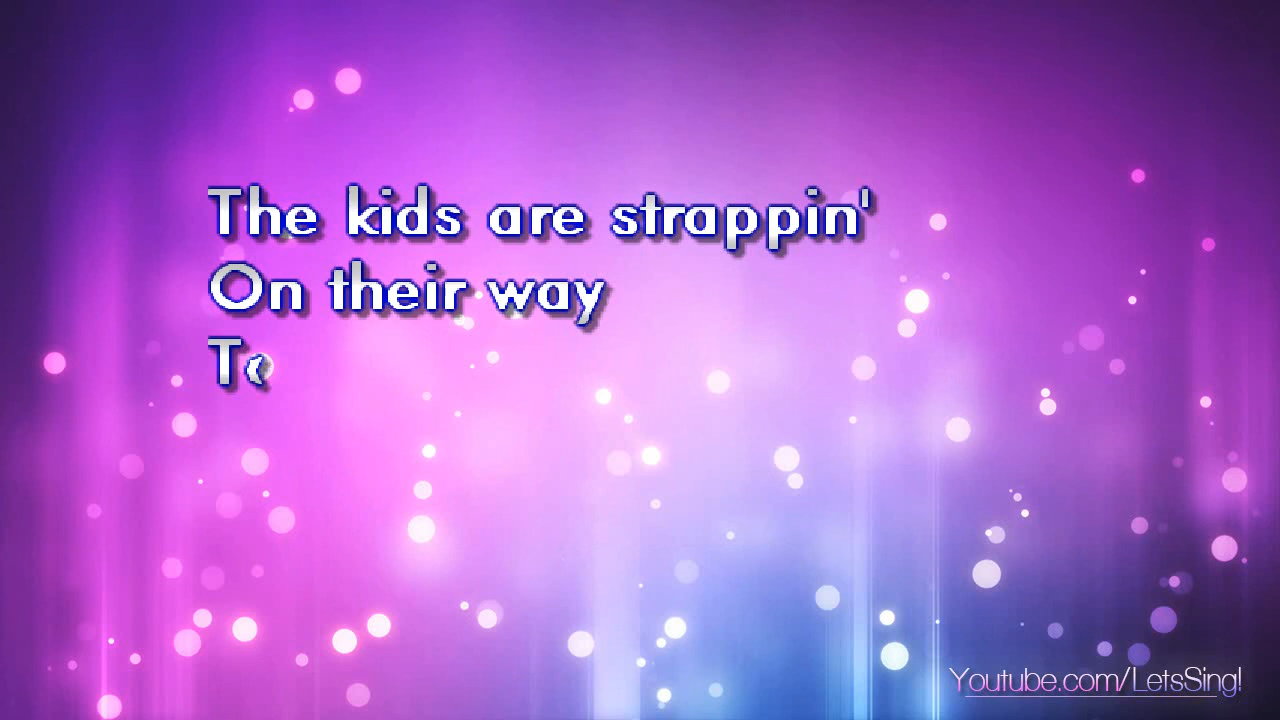 The kids are strappin'
On their way
Youtube.com/LetsSing!